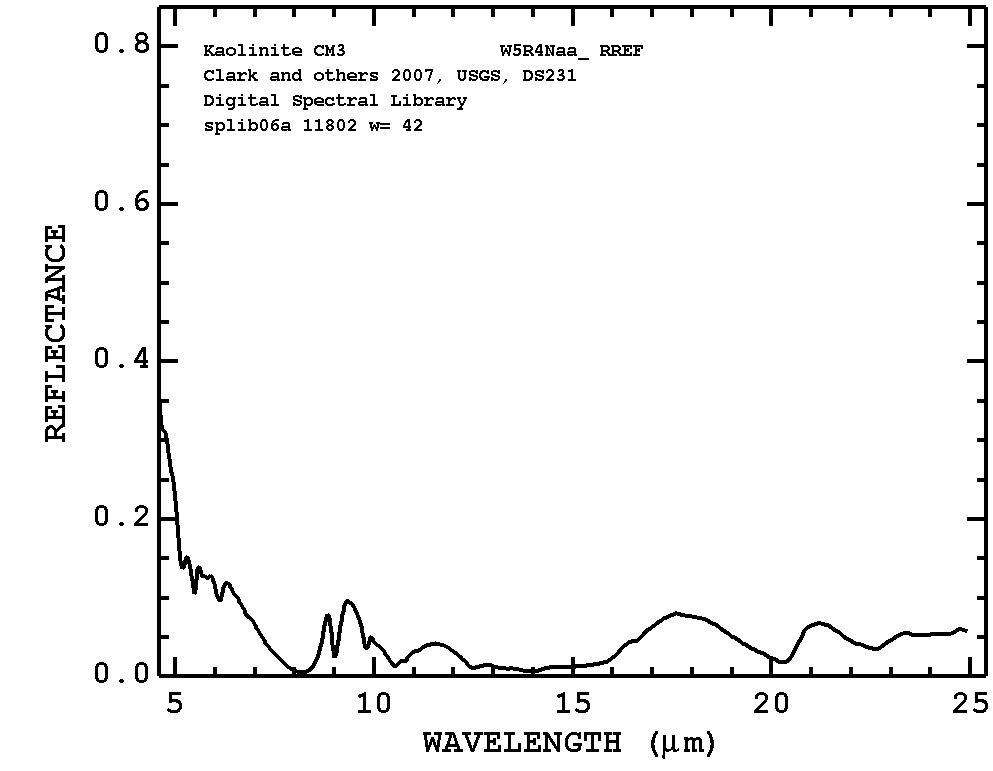 Kaolinite CM3 W5R4Naa_ RREF
Clark and others 2007, USGS, DS231
Digital Spectral Library
splib06a 11802 w= 42
0.8
0.6
0.4
0.2
0.0
REFLECTANCE
5 10 15 20 25
WAVELENGTH (μm)